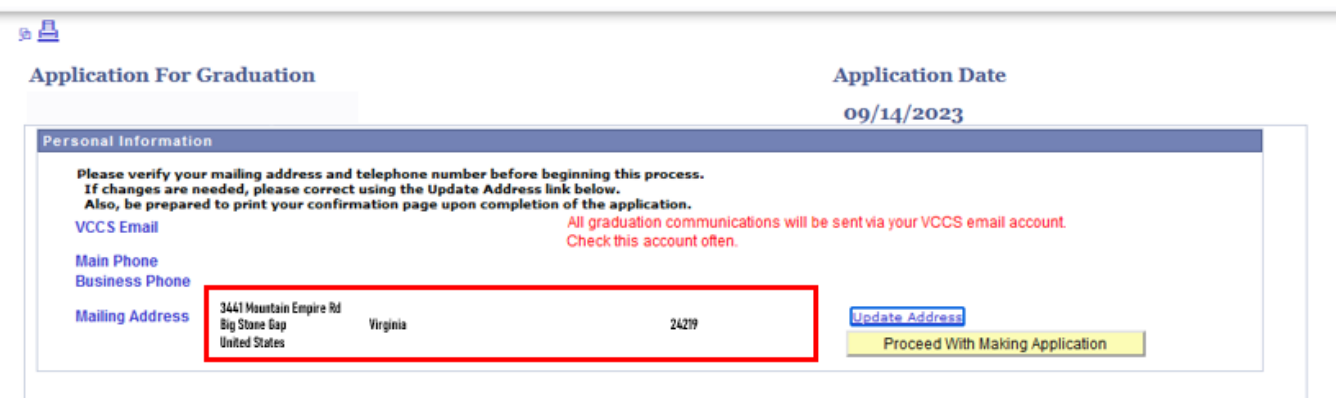 Application For Graduation
Application Date
09/14/2023
Personal Information
Please verify your mailing address and telephone number before beginning this process.
If changes are needed, please correct using the Update Address link below.
Also, be prepared to print your confirmation page upon completion of the application.
VCCS Email
All graduation communications will be sent via your VCCS email account.
Check this account often.
Main Phone
Business Phone
Mailing Address
3441 Mountain Empire Rd
Big Stone Gap Virginia 24219
United States
Update Address
Proceed With Making Application